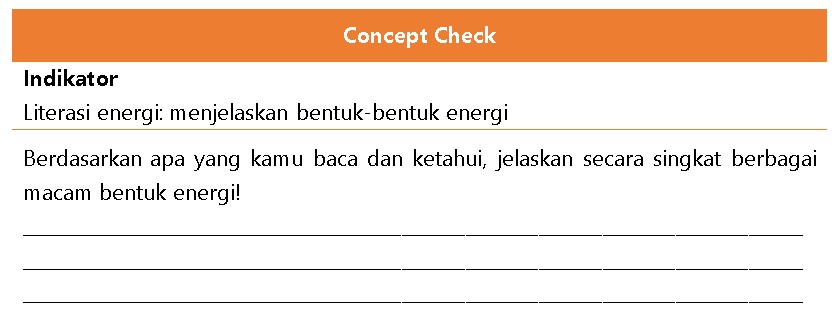 Concept Check
Indikator
Literasi energi: menjelaskan bentuk-bentuk energi
Berdasarkan apa yang kamu baca dan ketahui, jelaskan secara singkat berbagai
macam bentuk energi!